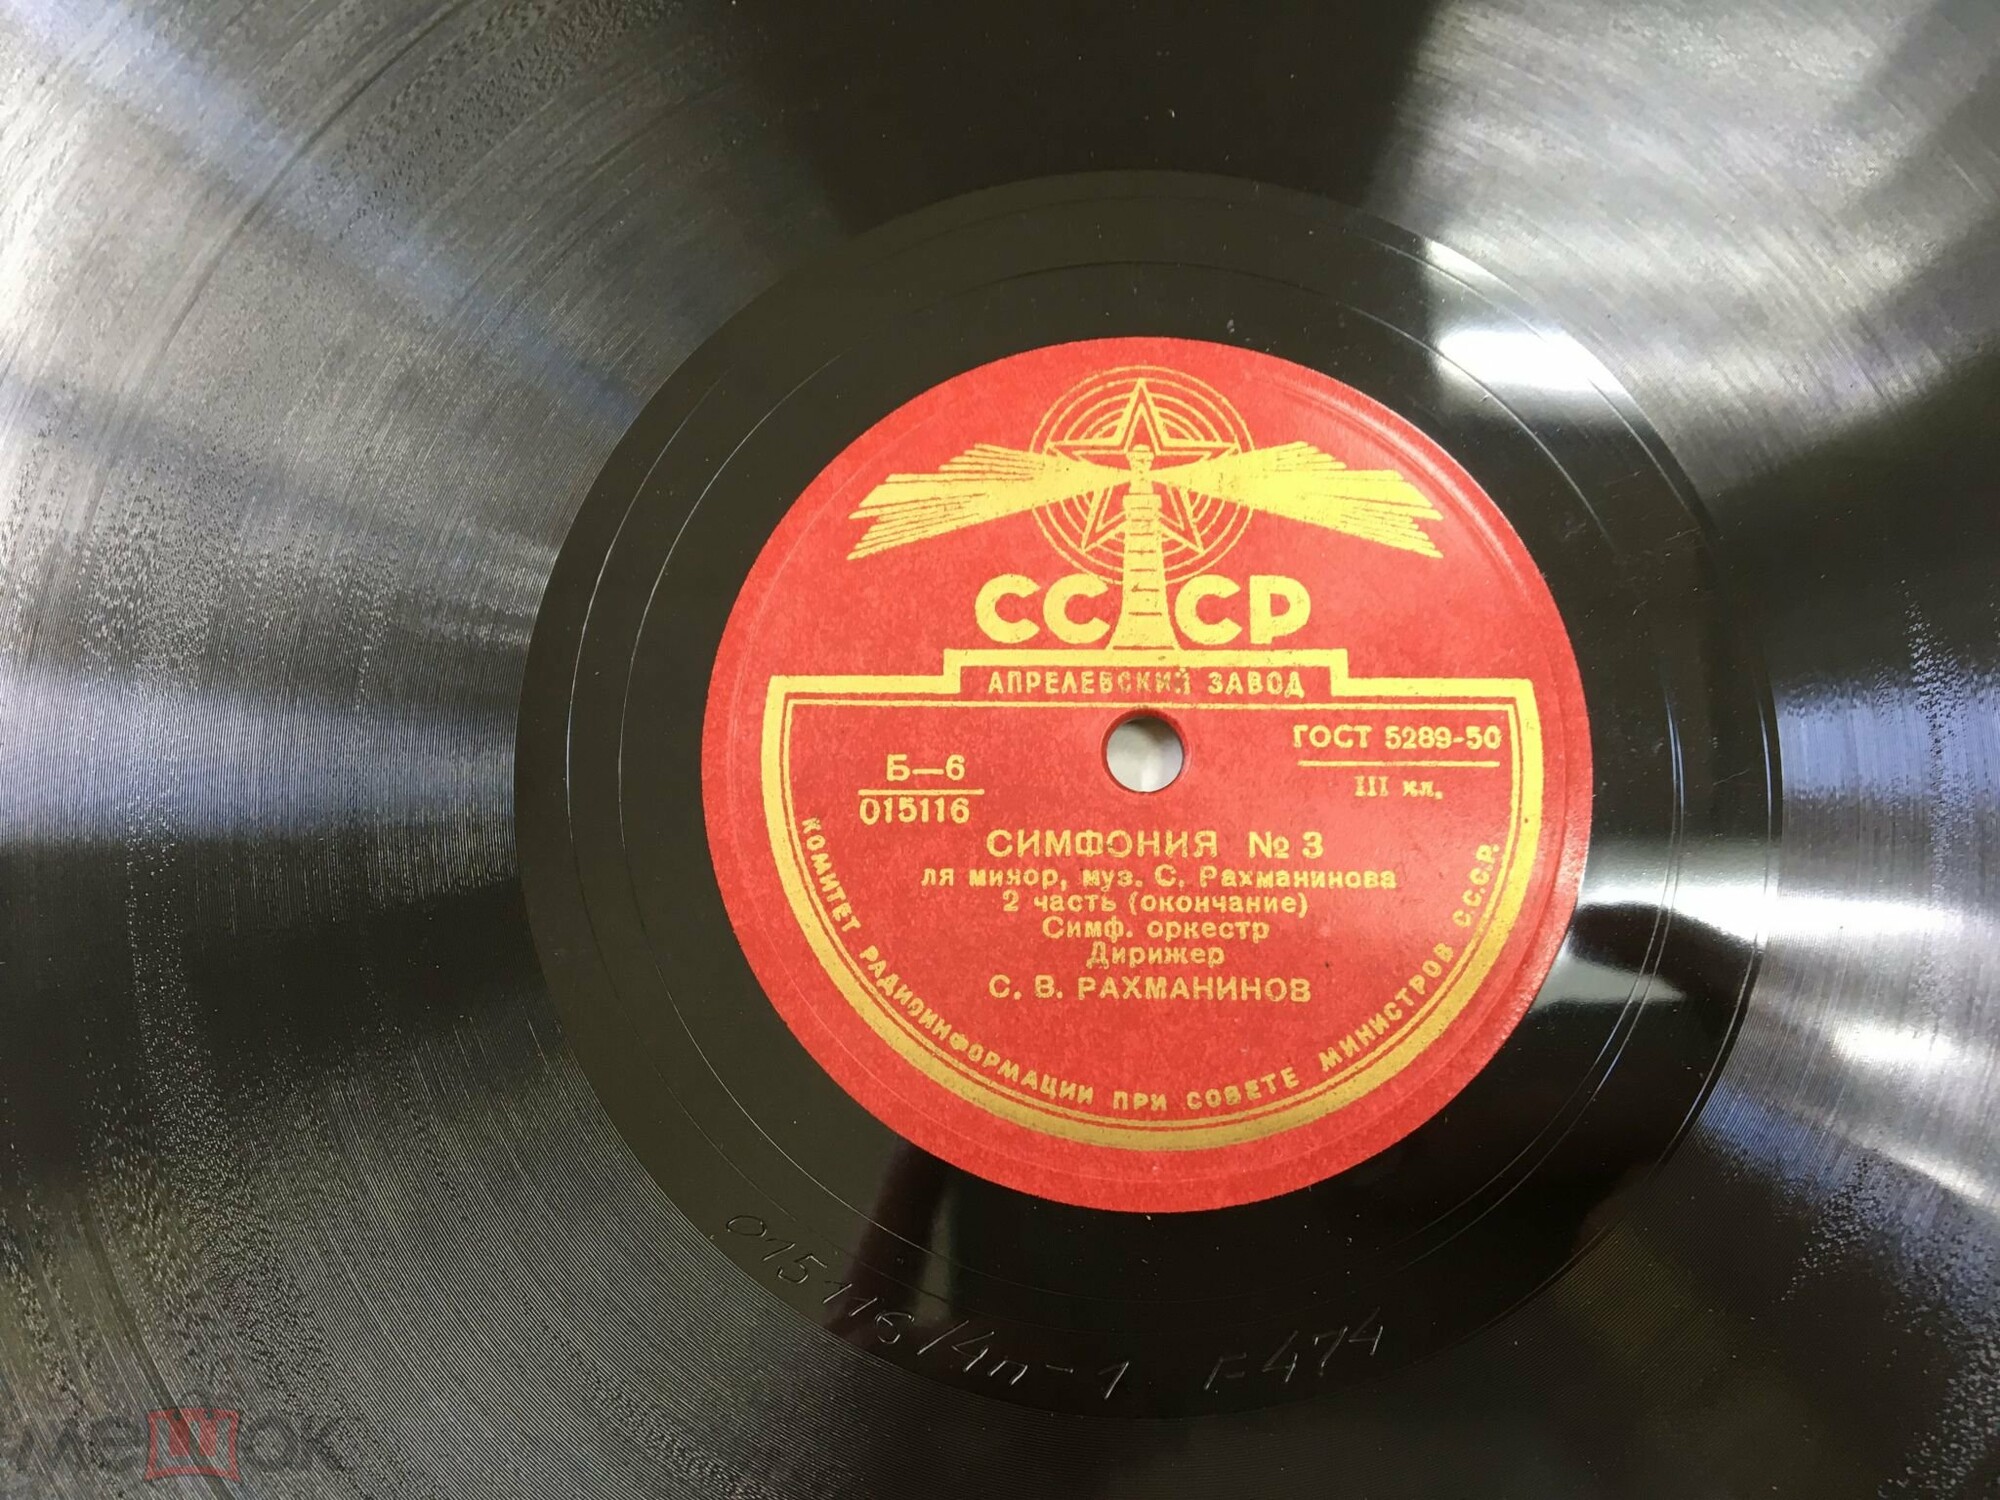 СССР
АПРЕЛЕВСКИЙ ЗАВОД
ГОСТ 5289-50
III кл.
Б—6
015116
СИМФОНИЯ № 3
ля минор, муз. С. Рахманинова
2 часть (окончание)
Симф. оркестр
Дирижер
С. В. РАХМАНИНОВ
КОМИТЕТ РАДИОИНФОРМАЦИИ ПРИ СОВЕТЕ МИНИСТРОВ С.С.С.Р.
015116/4п-1 Г-474
мешок